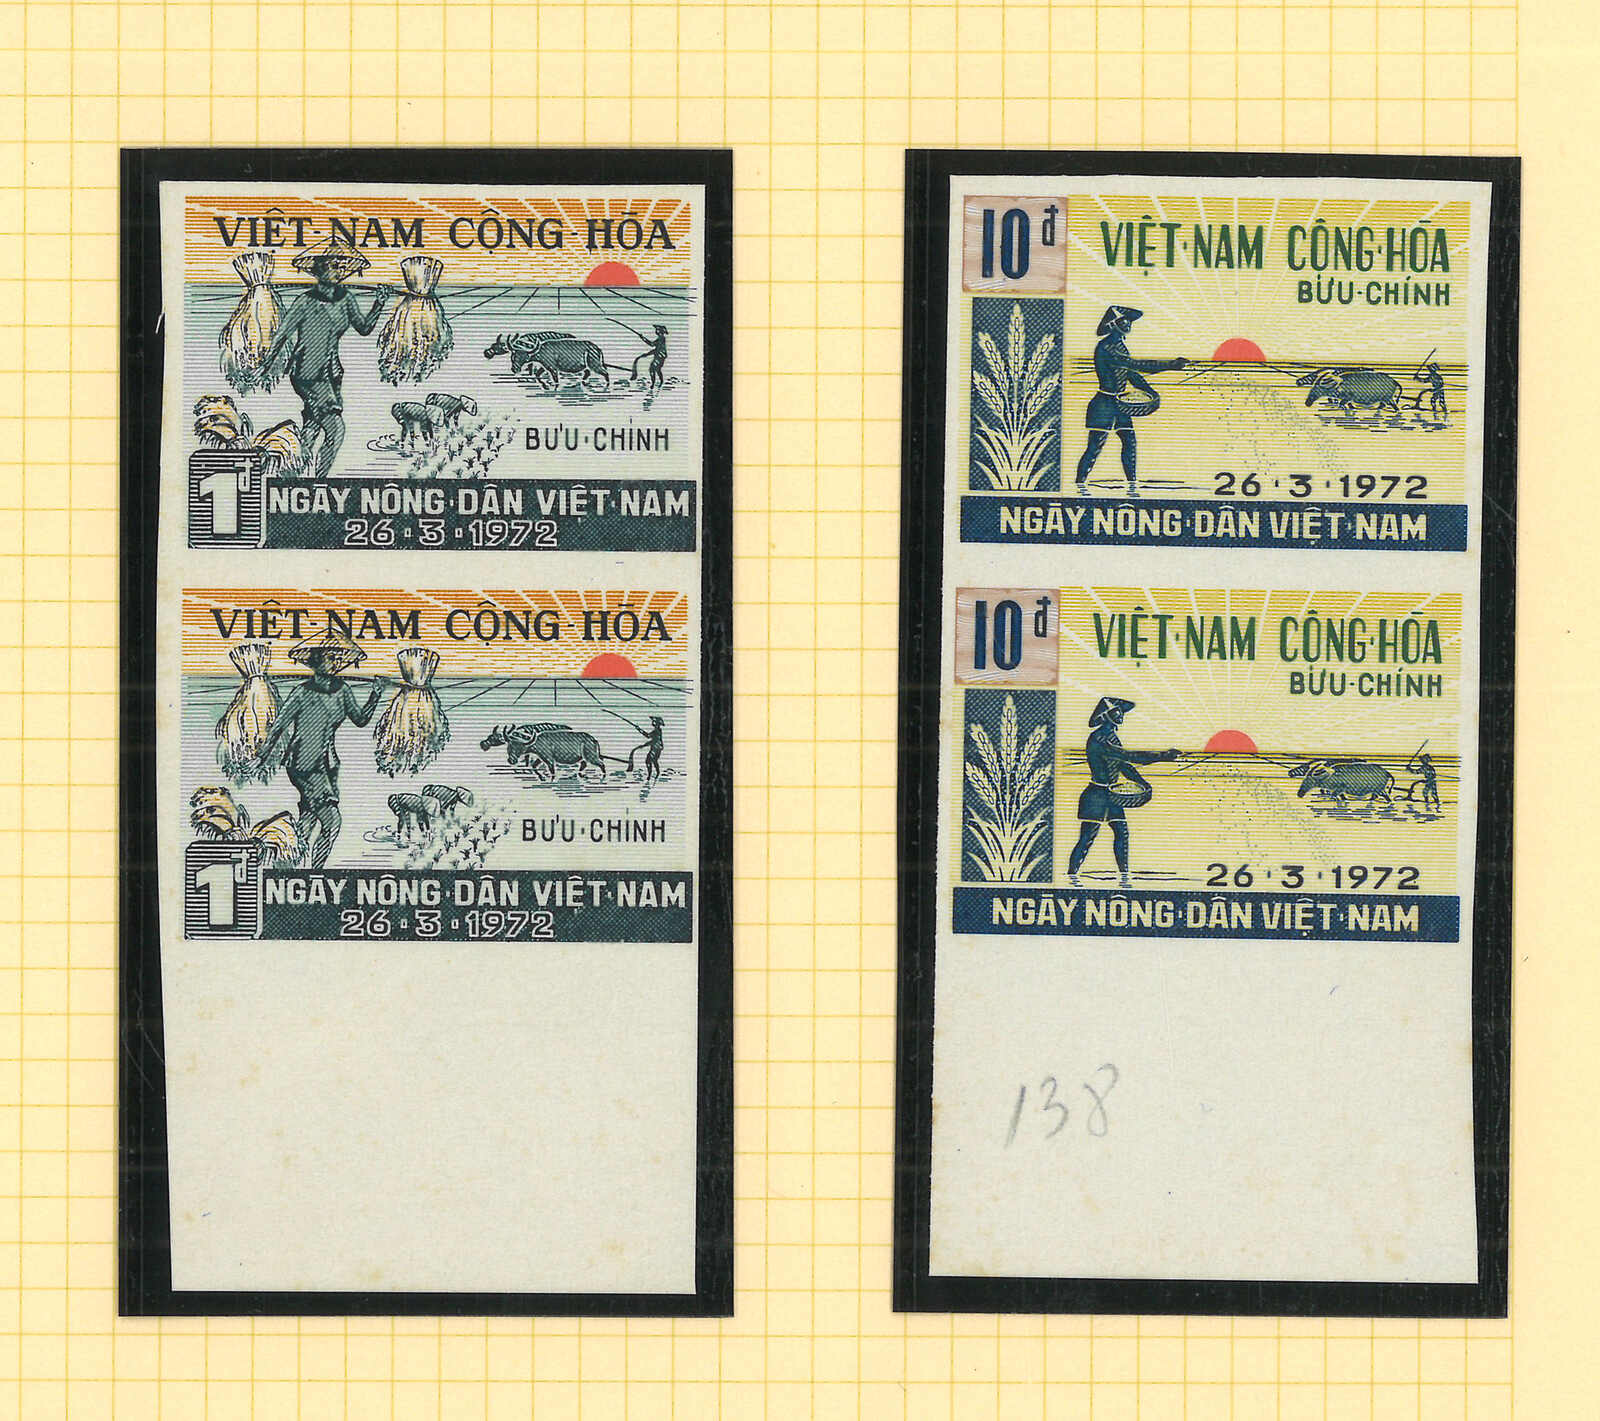 VIỆT-NAM CỘNG-HÒA
BƯU·CHÍNH
1đ
NGÀY NÔNG·DÂN VIỆT·NAM
26·3·1972
VIỆT-NAM CỘNG-HÒA
BƯU·CHÍNH
1đ
NGÀY NÔNG·DÂN VIỆT·NAM
26·3·1972
10đ
VIỆT·NAM CỘNG·HÒA
BƯU-CHÍNH
26·3·1972
NGÀY NÔNG·DÂN VIỆT·NAM
10đ
VIỆT·NAM CỘNG·HÒA
BƯU-CHÍNH
26·3·1972
NGÀY NÔNG·DÂN VIỆT·NAM
138